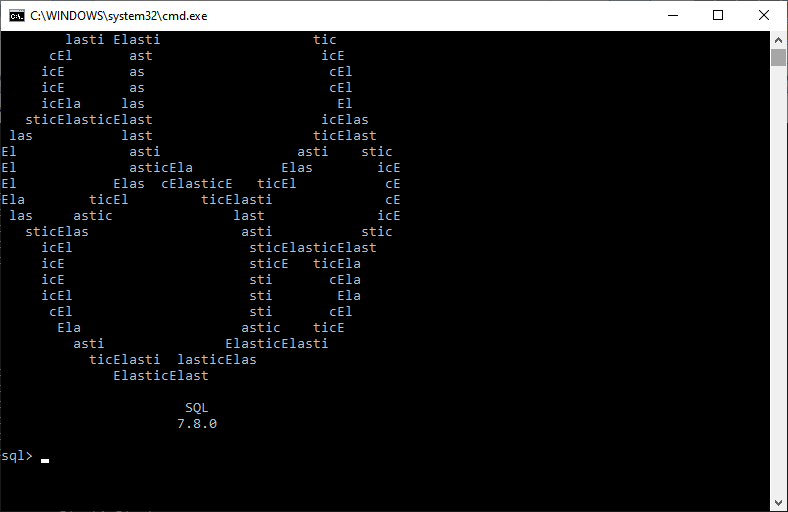 C:\WINDOWS\system32\cmd.exe
        lasti Elasti                   tic
      cEl       ast                     icE
     icE        as                       cEl
     icE        as                       cEl
     icEla     las                        El
   sticElasticElast                     icElas
 las           last                    ticElast
El              asti                 asti    stic
El              asticEla           Elas        icE
El            Elas  cElasticE   ticEl           cE
Ela        ticEl         ticElasti              cE
 las     astic               last              icE
   sticElas                   asti           stic
     icEl                      sticElasticElast
     icE                       sticE   ticEla
     icE                       sti       cEla
     icEl                      sti        Ela
      cEl                      sti       cEl
       Ela                    astic    ticE
         asti               ElasticElasti
           ticElasti  lasticElas
              ElasticElast
                       SQL
                      7.8.0
sql>